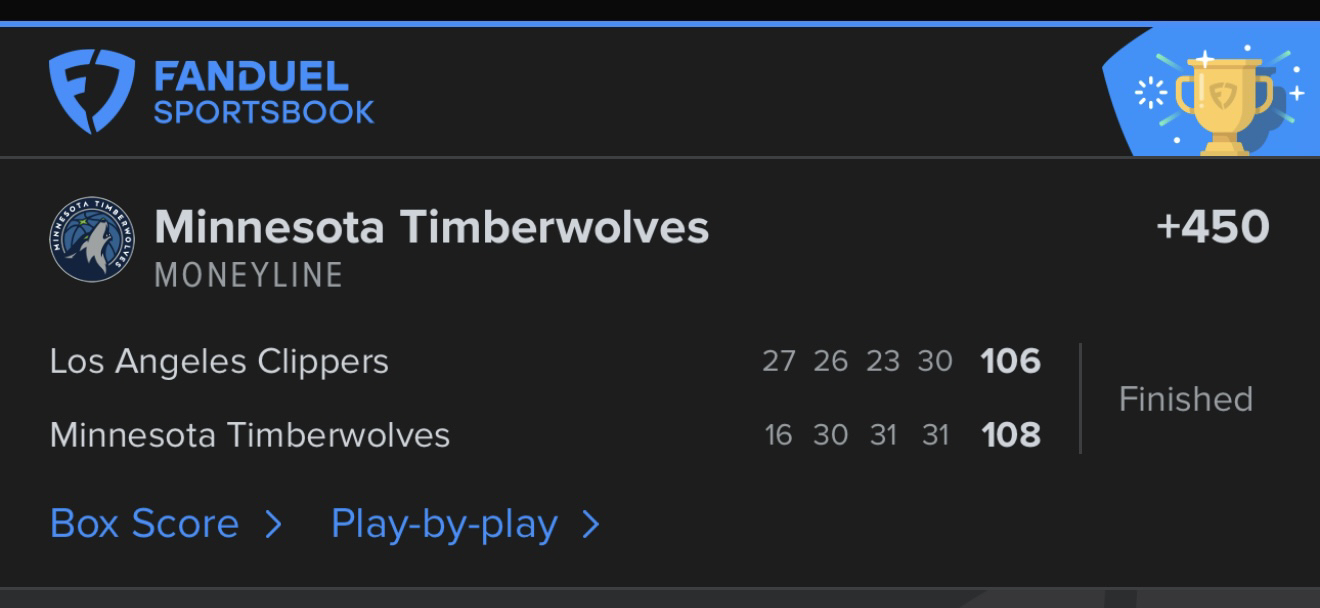 FANDUEL
SPORTSBOOK
Minnesota Timberwolves +450
MONEYLINE
Los Angeles Clippers 27 26 23 30 106
Minnesota Timberwolves 16 30 31 31 108
Finished
Box Score > Play-by-play >
MINNESOTA TIMBERWOLVES